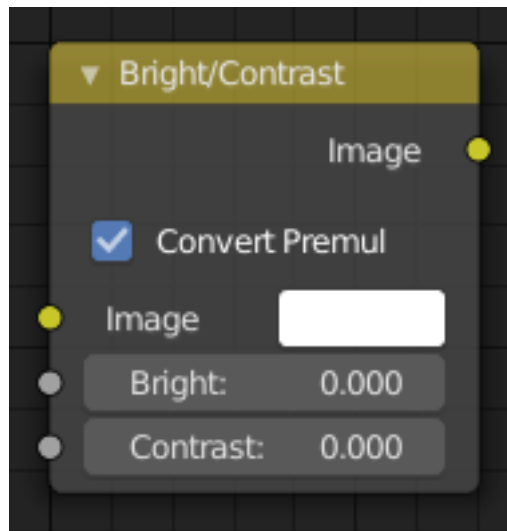 Bright/Contrast
Image
Convert Premul
Image
Bright: 0.000
Contrast: 0.000